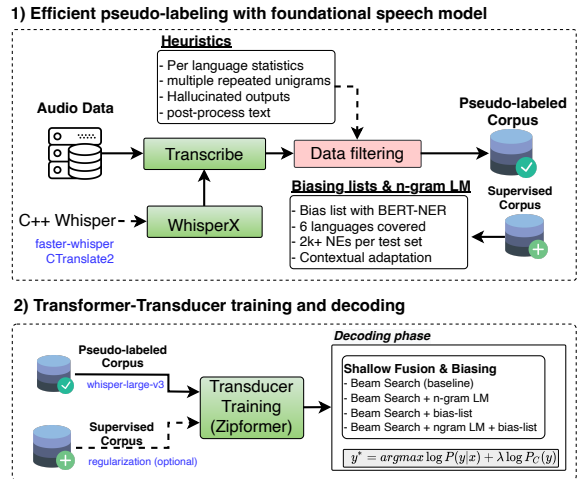 1) Efficient pseudo-labeling with foundational speech model
Heuristics
- Per language statistics
- multiple repeated unigrams
- Hallucinated outputs
- post-process text
Audio Data
Transcribe
Data filtering
Pseudo-labeled
Corpus
C++ Whisper
faster-whisper
CTranslate2
WhisperX
Biasing lists & n-gram LM
- Bias list with BERT-NER
- 6 languages covered
- 2k+ NEs per test set
- Contextual adaptation
Supervised
Corpus
2) Transformer-Transducer training and decoding
Pseudo-labeled
Corpus
whisper-large-v3
Supervised
Corpus
regularization (optional)
Transducer
Training
(Zipformer)
Decoding phase
Shallow Fusion & Biasing
- Beam Search (baseline)
- Beam Search + n-gram LM
- Beam Search + bias-list
- Beam Search + ngram LM + bias-list
y* = argmax log P(y|x) + λ log P_C(y)